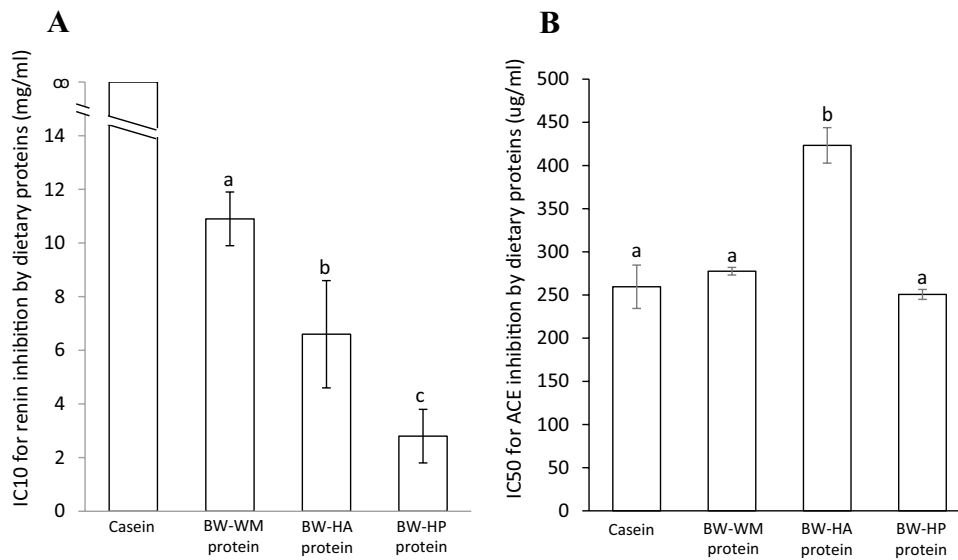 A
IC10 for renin inhibition by dietary proteins (mg/ml)
∞
14
12
10
8
6
4
2
0
a
b
c
Casein
BW-WM
protein
BW-HA
protein
BW-HP
protein
B
IC50 for ACE inhibition by dietary proteins (ug/ml)
500
450
400
350
300
250
200
150
100
50
0
a
a
b
a
Casein
BW-WM
protein
BW-HA
protein
BW-HP
protein